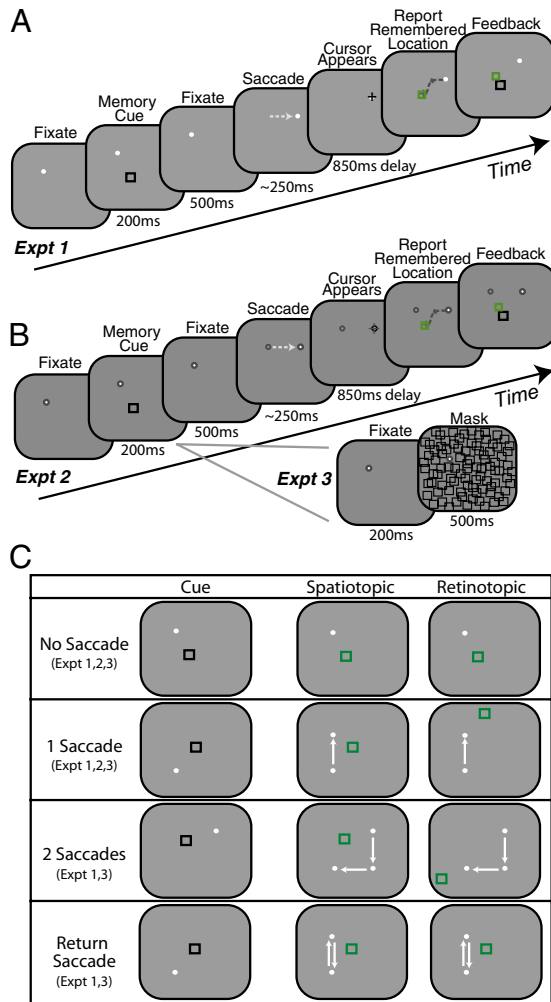 A
Fixate
Memory
Cue
Fixate
Saccade
Cursor
Appears
Report
Remembered
Location
Feedback
200ms
500ms
~250ms
850ms delay
Time
Expt 1
B
Fixate
Memory
Cue
Fixate
Saccade
Cursor
Appears
Report
Remembered
Location
Feedback
200ms
500ms
~250ms
850ms delay
Time
Expt 2
Expt 3
Fixate
Mask
200ms
500ms
C
Cue Spatiotopic Retinotopic
No Saccade
(Expt 1,2,3)
1 Saccade
(Expt 1,2,3)
2 Saccades
(Expt 1,3)
Return
Saccade
(Expt 1,3)